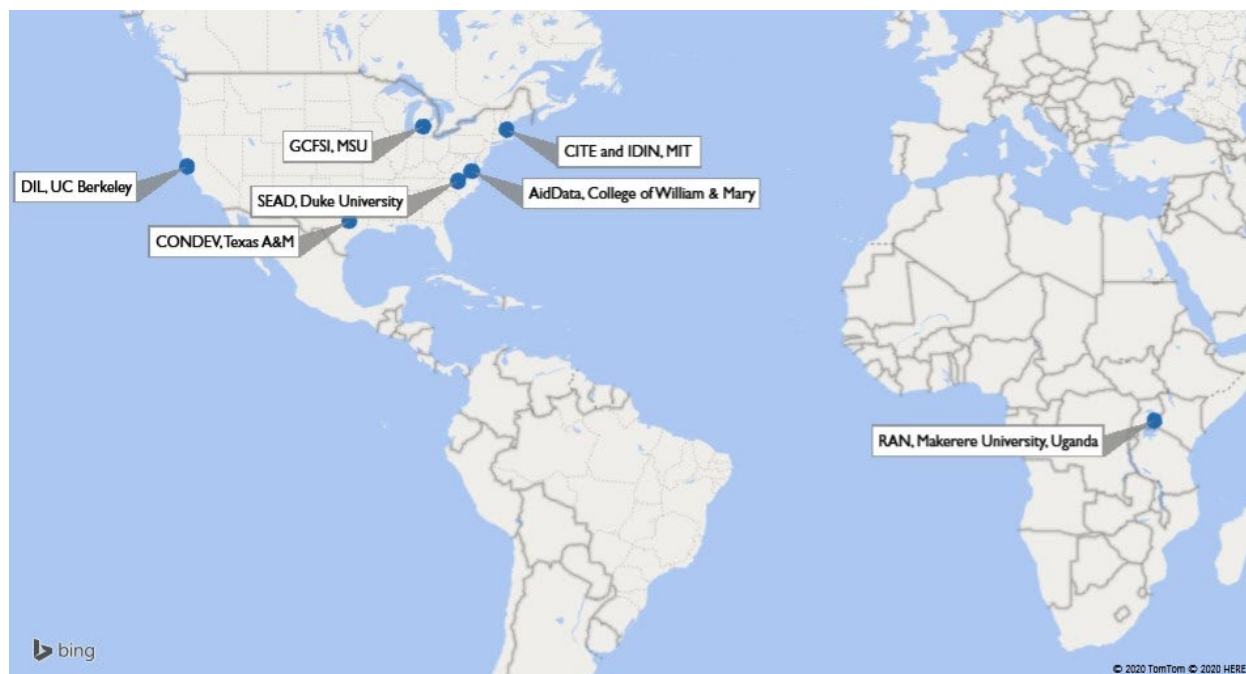 GCFSI, MSU
CITE and IDIN, MIT
DIL, UC Berkeley
SEAD, Duke University
AidData, College of William & Mary
CONDEV, Texas A&M
RAN, Makerere University, Uganda
bing
© 2020 TomTom © 2020 HERE